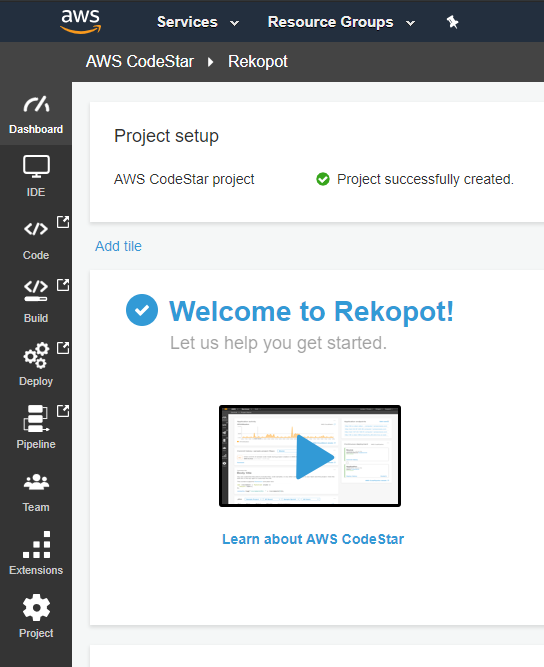 aws Services Resource Groups
AWS CodeStar Rekopot
Dashboard
IDE
Code
Build
Deploy
Pipeline
Team
Extensions
Project
Project setup
AWS CodeStar project Project successfully created.
Add tile
Welcome to Rekopot!
Let us help you get started.
Learn about AWS CodeStar